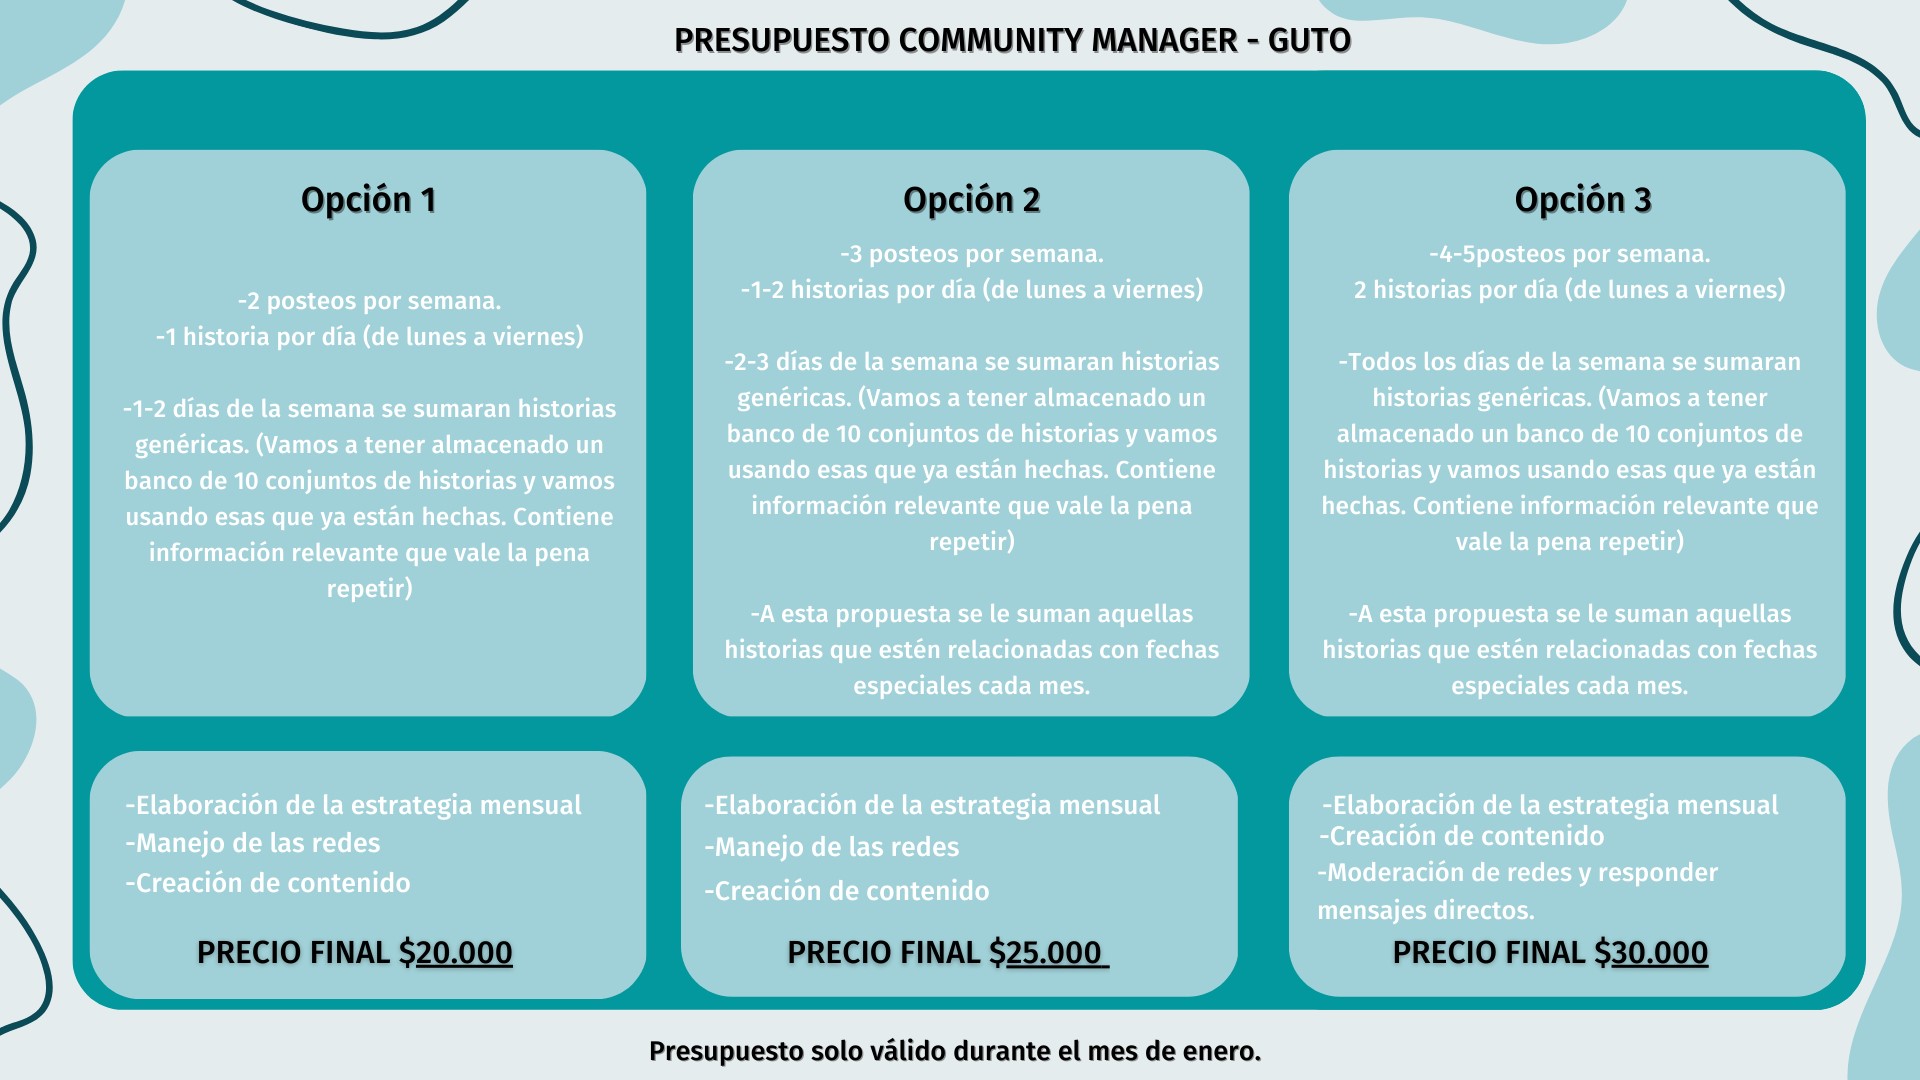 PRESUPUESTO COMMUNITY MANAGER - GUTO
Opción 1
-2 posteos por semana.
-1 historia por día (de lunes a viernes)
-1-2 días de la semana se sumaran historias
genéricas. (Vamos a tener almacenado un
banco de 10 conjuntos de historias y vamos
usando esas que ya están hechas. Contiene
información relevante que vale la pena
repetir)
-Elaboración de la estrategia mensual
-Manejo de las redes
-Creación de contenido
PRECIO FINAL $20.000
Opción 2
-3 posteos por semana.
-1-2 historias por día (de lunes a viernes)
-2-3 días de la semana se sumaran historias
genéricas. (Vamos a tener almacenado un
banco de 10 conjuntos de historias y vamos
usando esas que ya están hechas. Contiene
información relevante que vale la pena
repetir)
-A esta propuesta se le suman aquellas
historias que estén relacionadas con fechas
especiales cada mes.
-Elaboración de la estrategia mensual
-Manejo de las redes
-Creación de contenido
PRECIO FINAL $25.000
Opción 3
-4-5posteos por semana.
2 historias por día (de lunes a viernes)
-Todos los días de la semana se sumaran
historias genéricas. (Vamos a tener
almacenado un banco de 10 conjuntos de
historias y vamos usando esas que ya están
hechas. Contiene información relevante que
vale la pena repetir)
-A esta propuesta se le suman aquellas
historias que estén relacionadas con fechas
especiales cada mes.
-Elaboración de la estrategia mensual
-Creación de contenido
-Moderación de redes y responder
mensajes directos.
PRECIO FINAL $30.000
Presupuesto solo válido durante el mes de enero.